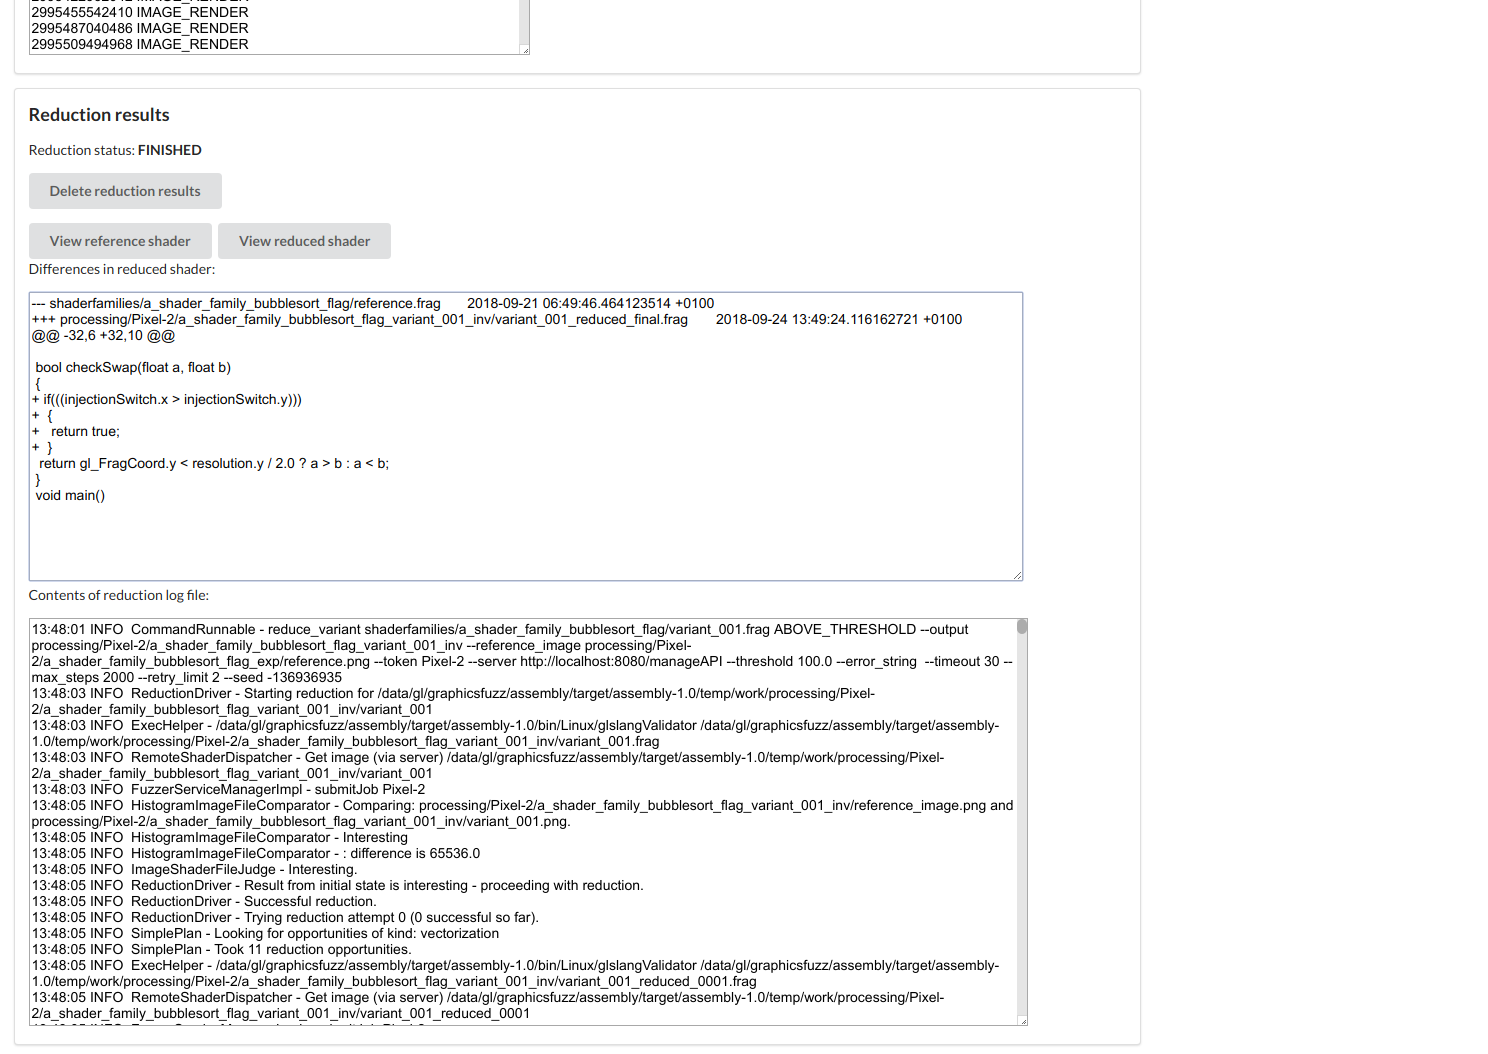 2995455542410 IMAGE_RENDER
2995487040486 IMAGE_RENDER
2995509494968 IMAGE_RENDER
Reduction results
Reduction status: FINISHED
Delete reduction results
View reference shader View reduced shader
Differences in reduced shader:
--- shaderfamilies/a_shader_family_bubblesort_flag/reference.frag 2018-09-21 06:49:46.464123514 +0100
+++ processing/Pixel-2/a_shader_family_bubblesort_flag_variant_001_inv/variant_001_reduced_final.frag 2018-09-24 13:49:24.116162721 +0100
@@ -32,6 +32,10 @@
bool checkSwap(float a, float b)
{
+ if(((injectionSwitch.x > injectionSwitch.y)))
+ {
+ return true;
+ }
return gl_FragCoord.y < resolution.y / 2.0 ? a > b : a < b;
}
void main()
Contents of reduction log file:
13:48:01 INFO CommandRunnable - reduce_variant shaderfamilies/a_shader_family_bubblesort_flag/variant_001.frag ABOVE_THRESHOLD --output
processing/Pixel-2/a_shader_family_bubblesort_flag_variant_001_inv --reference_image processing/Pixel-
2/a_shader_family_bubblesort_flag_exp/reference.png --token Pixel-2 --server http://localhost:8080/manageAPI --threshold 100.0 --error_string --timeout 30 --
max_steps 2000 --retry_limit 2 --seed -136936935
13:48:03 INFO ReductionDriver - Starting reduction for /data/gl/graphicsfuzz/assembly/target/assembly-1.0/temp/work/processing/Pixel-
2/a_shader_family_bubblesort_flag_variant_001_inv/variant_001
13:48:03 INFO ExecHelper - /data/gl/graphicsfuzz/assembly/target/assembly-1.0/bin/Linux/glslangValidator /data/gl/graphicsfuzz/assembly/target/assembly-
1.0/temp/work/processing/Pixel-2/a_shader_family_bubblesort_flag_variant_001_inv/variant_001.frag
13:48:03 INFO RemoteShaderDispatcher - Get image (via server) /data/gl/graphicsfuzz/assembly/target/assembly-1.0/temp/work/processing/Pixel-
2/a_shader_family_bubblesort_flag_variant_001_inv/variant_001
13:48:03 INFO FuzzerServiceManagerImpl - submitJob Pixel-2
13:48:05 INFO HistogramImageFileComparator - Comparing: processing/Pixel-2/a_shader_family_bubblesort_flag_variant_001_inv/reference_image.png and
processing/Pixel-2/a_shader_family_bubblesort_flag_variant_001_inv/variant_001.png.
13:48:05 INFO HistogramImageFileComparator - Interesting
13:48:05 INFO HistogramImageFileComparator - : difference is 65536.0
13:48:05 INFO ImageShaderFileJudge - Interesting.
13:48:05 INFO ReductionDriver - Result from initial state is interesting - proceeding with reduction.
13:48:05 INFO ReductionDriver - Successful reduction.
13:48:05 INFO ReductionDriver - Trying reduction attempt 0 (0 successful so far).
13:48:05 INFO SimplePlan - Looking for opportunities of kind: vectorization
13:48:05 INFO SimplePlan - Took 11 reduction opportunities.
13:48:05 INFO ExecHelper - /data/gl/graphicsfuzz/assembly/target/assembly-1.0/bin/Linux/glslangValidator /data/gl/graphicsfuzz/assembly/target/assembly-
1.0/temp/work/processing/Pixel-2/a_shader_family_bubblesort_flag_variant_001_inv/variant_001_reduced_0001.frag
13:48:05 INFO RemoteShaderDispatcher - Get image (via server) /data/gl/graphicsfuzz/assembly/target/assembly-1.0/temp/work/processing/Pixel-
2/a_shader_family_bubblesort_flag_variant_001_inv/variant_001_reduced_0001